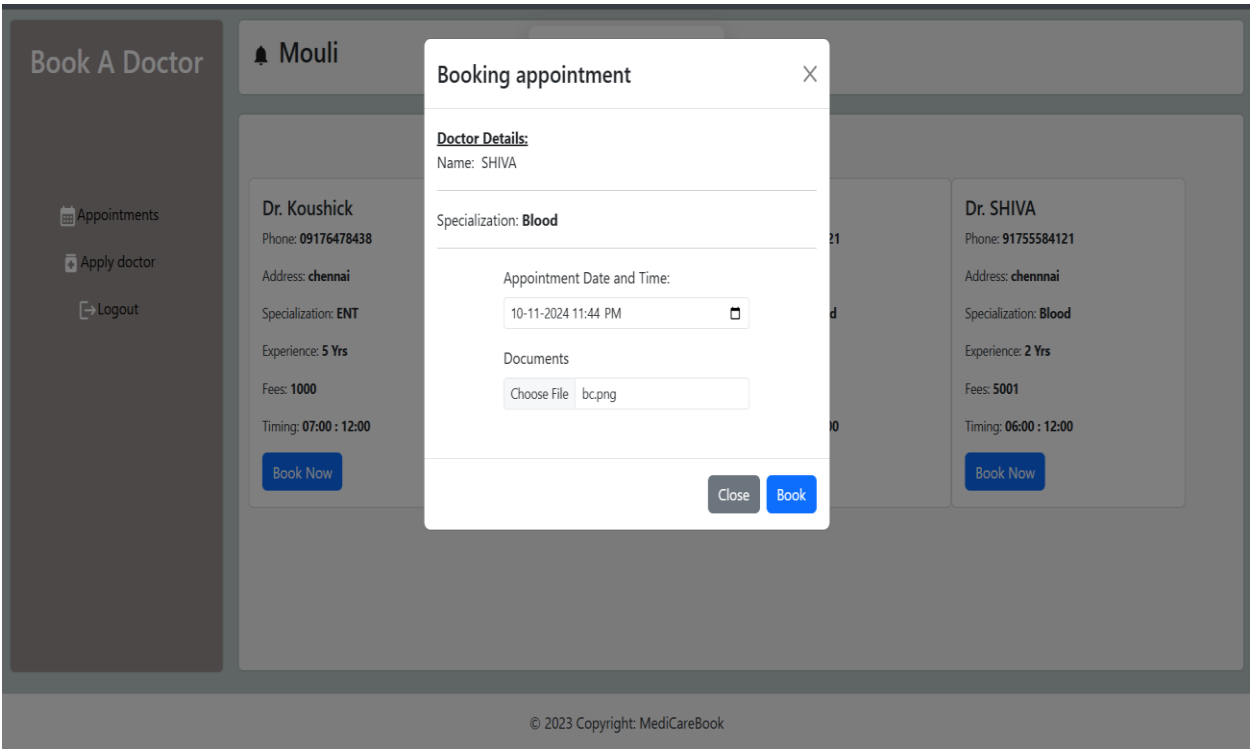 Book A Doctor
Appointments
Apply doctor
Logout
Mouli
Booking appointment
Doctor Details:
Name: SHIVA
Specialization: Blood
Appointment Date and Time:
10-11-2024 11:44 PM
Documents
Choose File bc.png
Close Book
Dr. Koushick
Phone: 09176478438
Address: chennai
Specialization: ENT
Experience: 5 Yrs
Fees: 1000
Timing: 07:00 : 12:00
Book Now
Dr. SHIVA
Phone: 91755584121
Address: chennnai
Specialization: Blood
Experience: 2 Yrs
Fees: 5001
Timing: 06:00 : 12:00
Book Now
© 2023 Copyright: MediCareBook